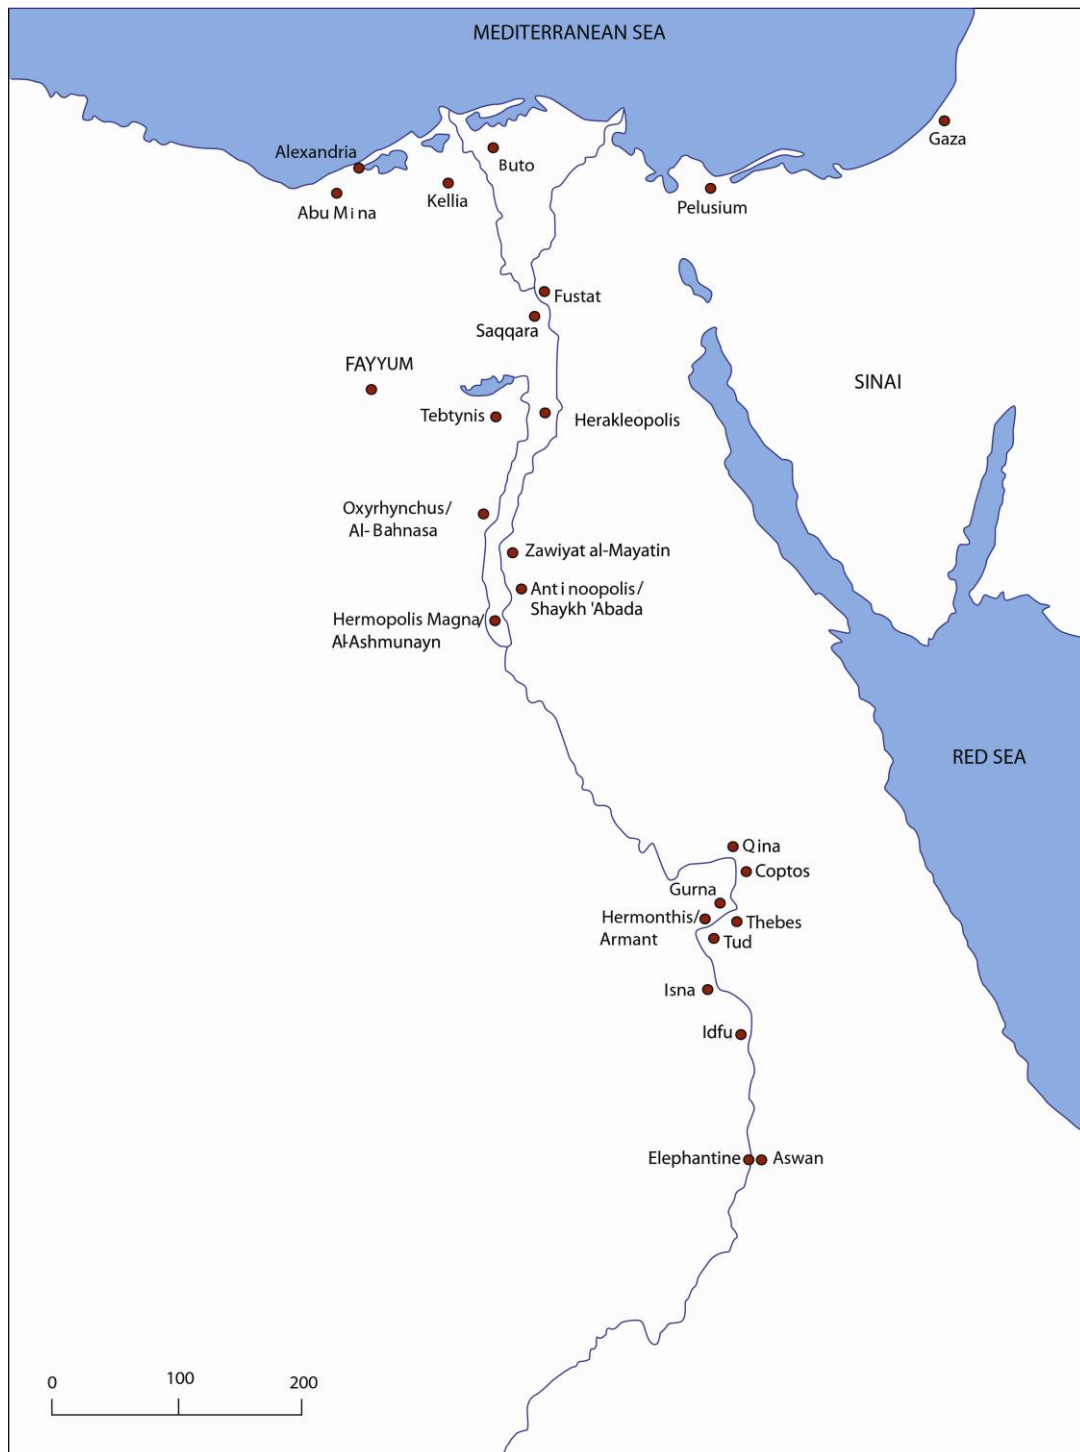 MEDITERRANEAN SEA
Gaza
Alexandria
Buto
Kellia
Abu Mina
Pelusium
Fustat
Saqqara
FAYYUM
SINAI
Tebtynis
Herakleopolis
Oxyrhynchus/
Al-Bahnasa
Zawiyat al-Mayatin
Antinoopolis/
Shaykh 'Abada
Hermopolis Magna/
Al-Ashmunayn
RED SEA
Qina
Coptos
Gurna
Hermonthis/
Armant
Thebes
Tud
Isna
Idfu
Elephantine
Aswan
0 100 200